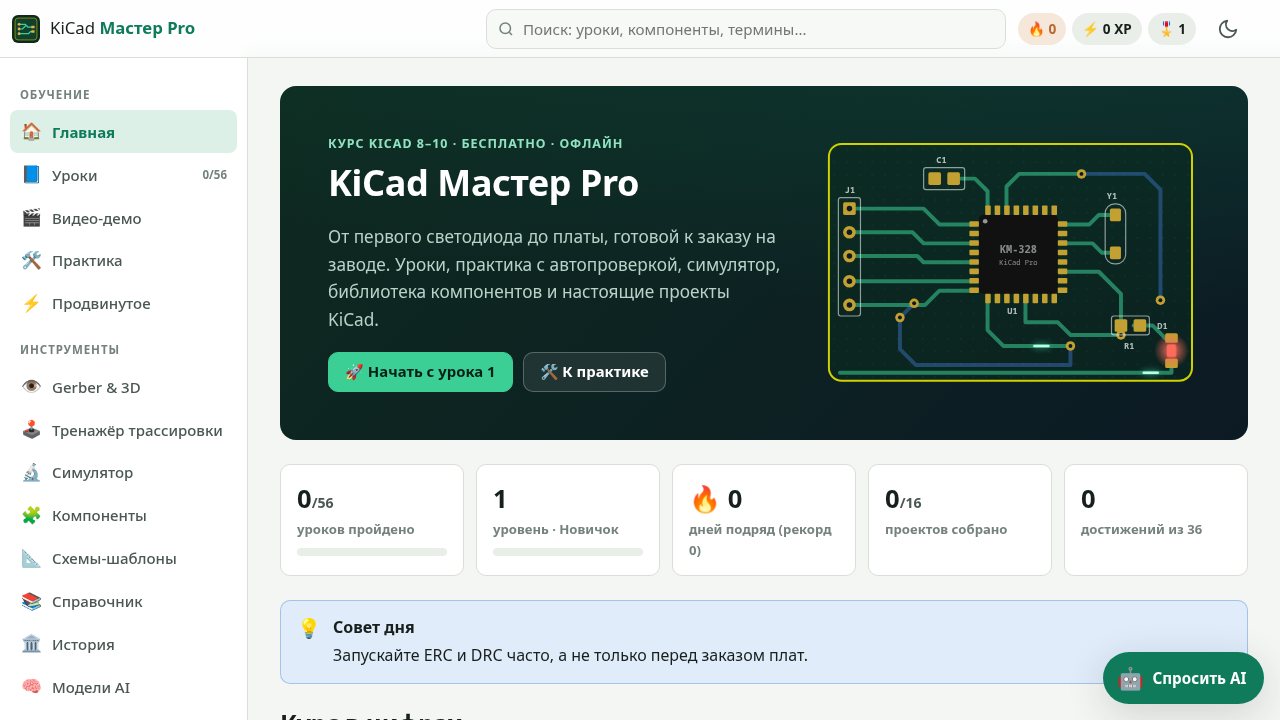 KiCad Мастер Pro
Поиск: уроки, компоненты, термины...
0
0 XP
1
ОБУЧЕНИЕ
Главная
Уроки 0/56
Видео-демо
Практика
Продвинутое
ИНСТРУМЕНТЫ
Gerber & 3D
Тренажёр трассировки
Симулятор
Компоненты
Схемы-шаблоны
Справочник
История
Модели AI
КУРС KICAD 8–10 · БЕСПЛАТНО · ОФЛАЙН
KiCad Мастер Pro
От первого светодиода до платы, готовой к заказу на
заводе. Уроки, практика с автопроверкой, симулятор,
библиотека компонентов и настоящие проекты
KiCad.
Начать с урока 1
К практике
C1
J1
Y1
KM-328
KiCad Pro
U1
D1
R1
0/56
уроков пройдено
1
уровень · Новичок
0
дней подряд (рекорд
0)
0/16
проектов собрано
0
достижений из 36
Совет дня
Запускайте ERC и DRC часто, а не только перед заказом плат.
Спросить AI
Курс в цифрах